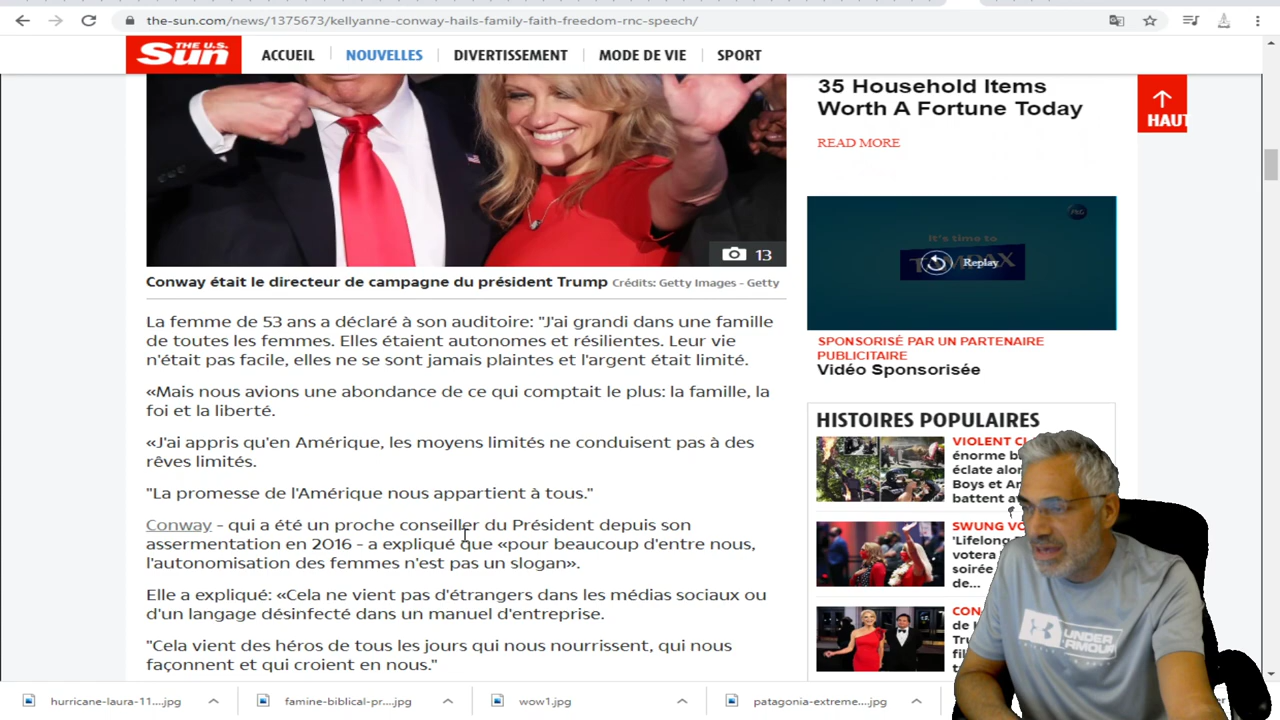 the-sun.com/news/1375673/kellyanne-conway-hails-family-faith-freedom-rnc-speech/
THE U.S. Sun
ACCUEIL
NOUVELLES
DIVERTISSEMENT
MODE DE VIE
SPORT
13
Conway était le directeur de campagne du président Trump Crédits: Getty Images - Getty
La femme de 53 ans a déclaré à son auditoire: "J'ai grandi dans une famille
de toutes les femmes. Elles étaient autonomes et résilientes. Leur vie
n'était pas facile, elles ne se sont jamais plaintes et l'argent était limité.
«Mais nous avions une abondance de ce qui comptait le plus: la famille, la
foi et la liberté.
«J'ai appris qu'en Amérique, les moyens limités ne conduisent pas à des
rêves limités.
"La promesse de l'Amérique nous appartient à tous."
Conway - qui a été un proche conseiller du Président depuis son
assermentation en 2016 - a expliqué que «pour beaucoup d'entre nous,
l'autonomisation des femmes n'est pas un slogan».
Elle a expliqué: «Cela ne vient pas d'étrangers dans les médias sociaux ou
d'un langage désinfecté dans un manuel d'entreprise.
"Cela vient des héros de tous les jours qui nous nourrissent, qui nous
façonnent et qui croient en nous."
35 Household Items
Worth A Fortune Today
READ MORE
HAUT
P&G
It's time to
TAMPAX
Replay
SPONSORISÉ PAR UN PARTENAIRE
PUBLICITAIRE
Vidéo Sponsorisée
HISTOIRES POPULAIRES
VIOLENT
énorme
éclate
Boys et
battent
SWUNG
'Lifelong
votera
soirée
de...
UNDER ARMOUR
hurricane-laura-11....jpg
famine-biblical-pr....jpg
wow1.jpg
patagonia-extreme....jpg